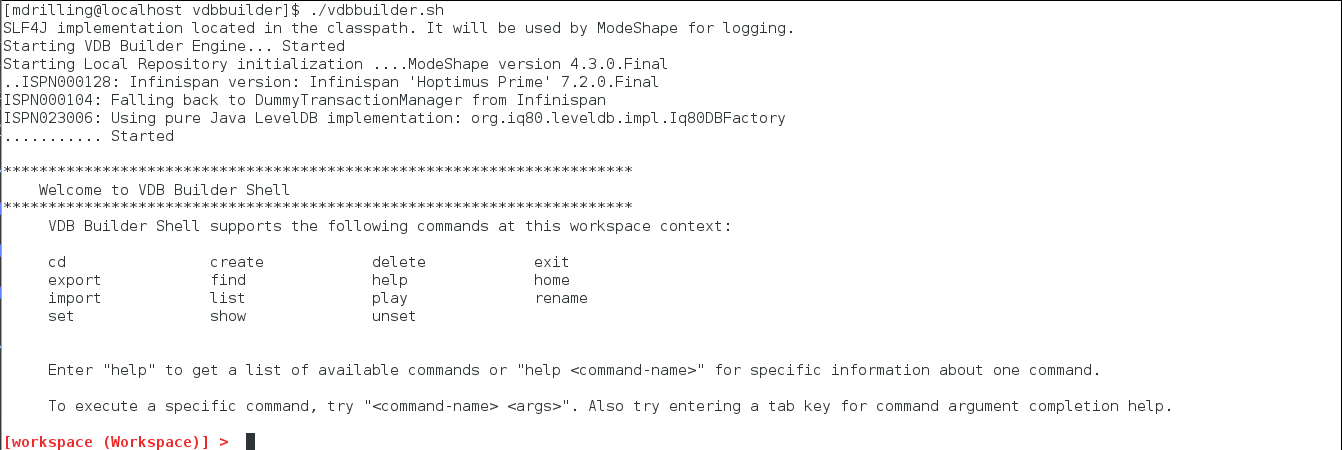 [mdrilling@localhost vdbbuilder]$ ./vdbbuilder.sh
SLF4J implementation located in the classpath. It will be used by ModeShape for logging.
Starting VDB Builder Engine... Started
Starting Local Repository initialization ....ModeShape version 4.3.0.Final
..ISPN000128: Infinispan version: Infinispan 'Hoptimus Prime' 7.2.0.Final
ISPN000104: Falling back to DummyTransactionManager from Infinispan
ISPN023006: Using pure Java LevelDB implementation: org.iq80.leveldb.impl.Iq80DBFactory
........... Started
**********************************************************************
Welcome to VDB Builder Shell
**********************************************************************
VDB Builder Shell supports the following commands at this workspace context:
cd create delete exit
export find help home
import list play rename
set show unset
Enter "help" to get a list of available commands or "help <command-name>" for specific information about one command.
To execute a specific command, try "<command-name> <args>". Also try entering a tab key for command argument completion help.
[workspace (Workspace)] >